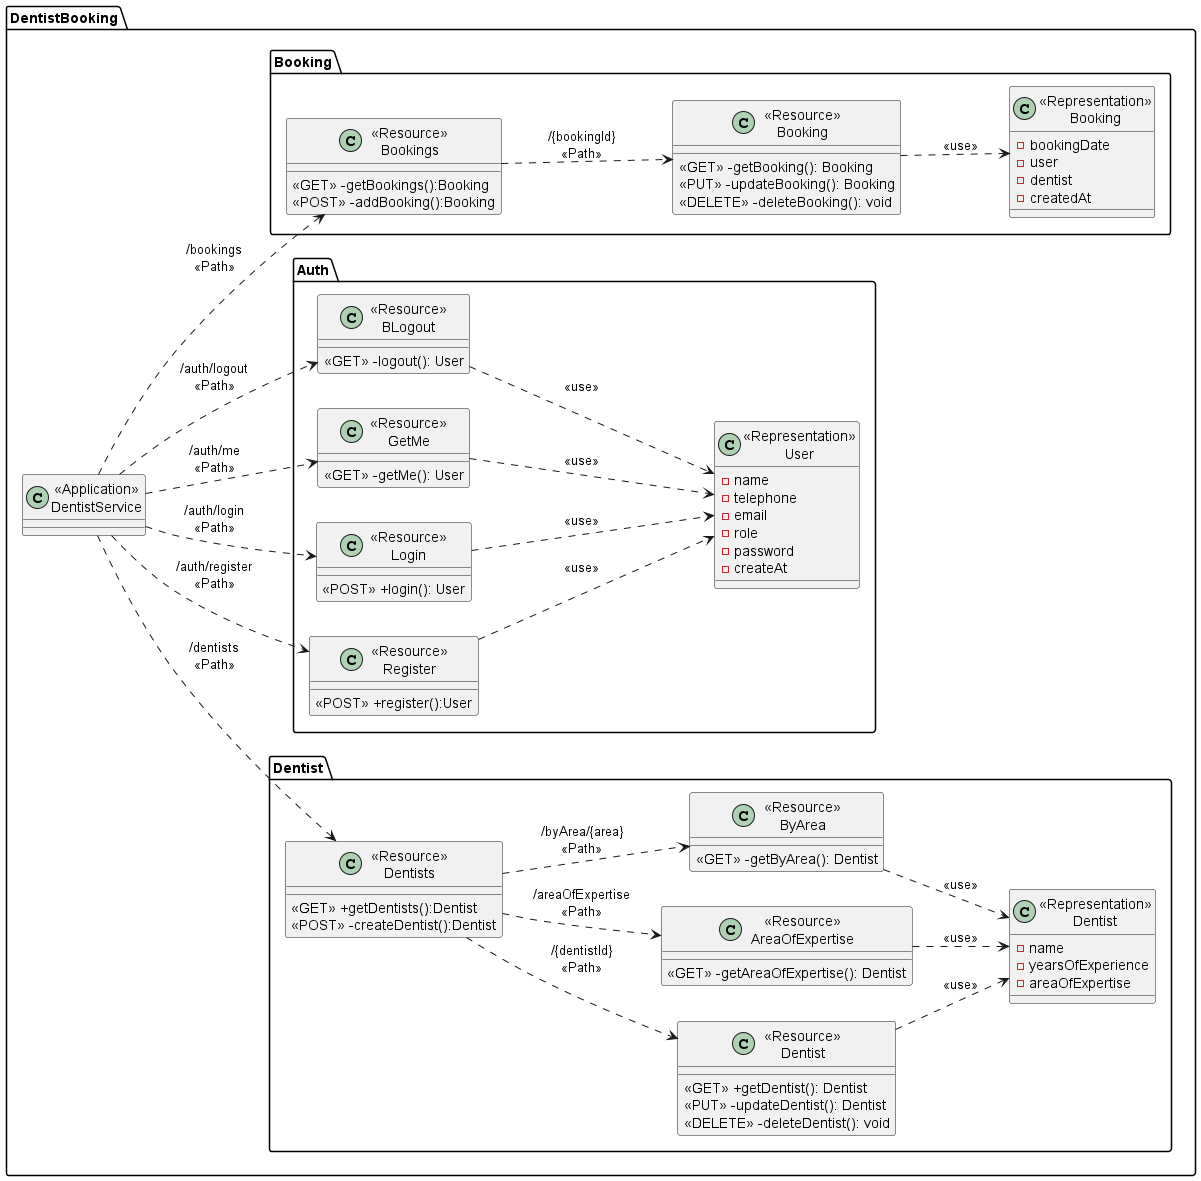 DentistBooking
Booking
«Resource»
Bookings
«GET» -getBookings():Booking
«POST» -addBooking():Booking
/{bookingId}
«Path»
«Resource»
Booking
«GET» -getBooking(): Booking
«PUT» -updateBooking(): Booking
«DELETE» -deleteBooking(): void
«use»
«Representation»
Booking
bookingDate
user
dentist
createdAt
/bookings
«Path»
Auth
«Resource»
BLogout
«GET» -logout(): User
/auth/logout
«Path»
«use»
«Resource»
GetMe
«GET» -getMe(): User
/auth/me
«Path»
«use»
«Representation»
User
name
telephone
email
role
password
createAt
«Application»
DentistService
/auth/login
«Path»
«Resource»
Login
«POST» +login(): User
«use»
/auth/register
«Path»
«use»
«Resource»
Register
«POST» +register():User
/dentists
«Path»
Dentist
«Resource»
Dentists
«GET» +getDentists():Dentist
«POST» -createDentist():Dentist
/byArea/{area}
«Path»
«Resource»
ByArea
«GET» -getByArea(): Dentist
«use»
/areaOfExpertise
«Path»
«Resource»
AreaOfExpertise
«GET» -getAreaOfExpertise(): Dentist
«use»
«Representation»
Dentist
name
yearsOfExperience
areaOfExpertise
/{dentistId}
«Path»
«use»
«Resource»
Dentist
«GET» +getDentist(): Dentist
«PUT» -updateDentist(): Dentist
«DELETE» -deleteDentist(): void